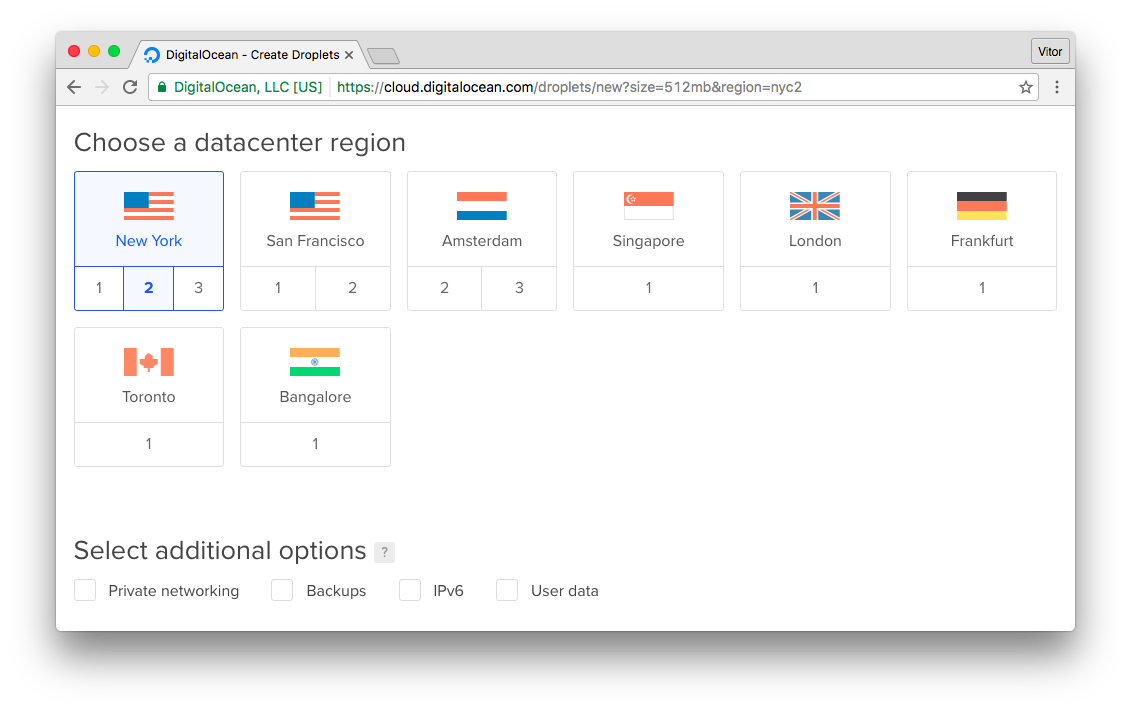 DigitalOcean - Create Droplets
Vitor
DigitalOcean, LLC [US] https://cloud.digitalocean.com/droplets/new?size=512mb&region=nyc2
Choose a datacenter region
New York San Francisco Amsterdam Singapore London Frankfurt
1 2 3 1 2 2 3 1 1 1
Toronto Bangalore
1 1
Select additional options ?
Private networking Backups IPv6 User data